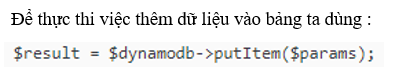 Để thực thi việc thêm dữ liệu vào bảng ta dùng :
$result = $dynamodb->putItem($params);